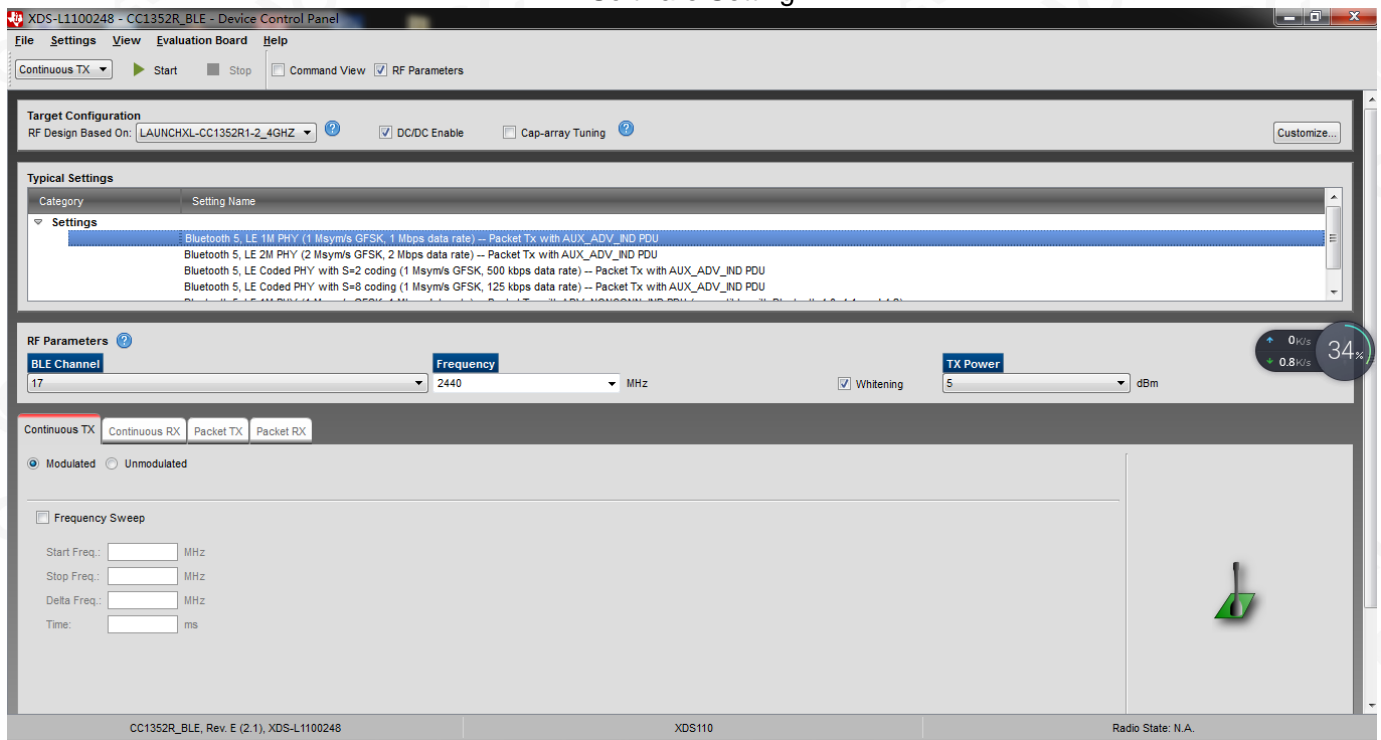 XDS-L1100248 - CC1352R_BLE - Device Control Panel
File Settings View Evaluation Board Help
Continuous TX Start Stop Command View RF Parameters
Target Configuration
RF Design Based On: LAUNCHXL-CC1352R1-2_4GHZ DC/DC Enable Cap-array Tuning Customize...
Typical Settings
Category Setting Name
Settings
Bluetooth 5, LE 1M PHY (1 Msym/s GFSK, 1 Mbps data rate) -- Packet Tx with AUX_ADV_IND PDU
Bluetooth 5, LE 2M PHY (2 Msym/s GFSK, 2 Mbps data rate) -- Packet Tx with AUX_ADV_IND PDU
Bluetooth 5, LE Coded PHY with S=2 coding (1 Msym/s GFSK, 500 kbps data rate) -- Packet Tx with AUX_ADV_IND PDU
Bluetooth 5, LE Coded PHY with S=8 coding (1 Msym/s GFSK, 125 kbps data rate) -- Packet Tx with AUX_ADV_IND PDU
RF Parameters
BLE Channel Frequency TX Power
17 2440 MHz Whitening 5 dBm
0K/s
0.8K/s
34%
Continuous TX Continuous RX Packet TX Packet RX
Modulated Unmodulated
Frequency Sweep
Start Freq.: MHz
Stop Freq.: MHz
Delta Freq.: MHz
Time: ms
CC1352R_BLE, Rev. E (2.1), XDS-L1100248 XDS110 Radio State: N.A.